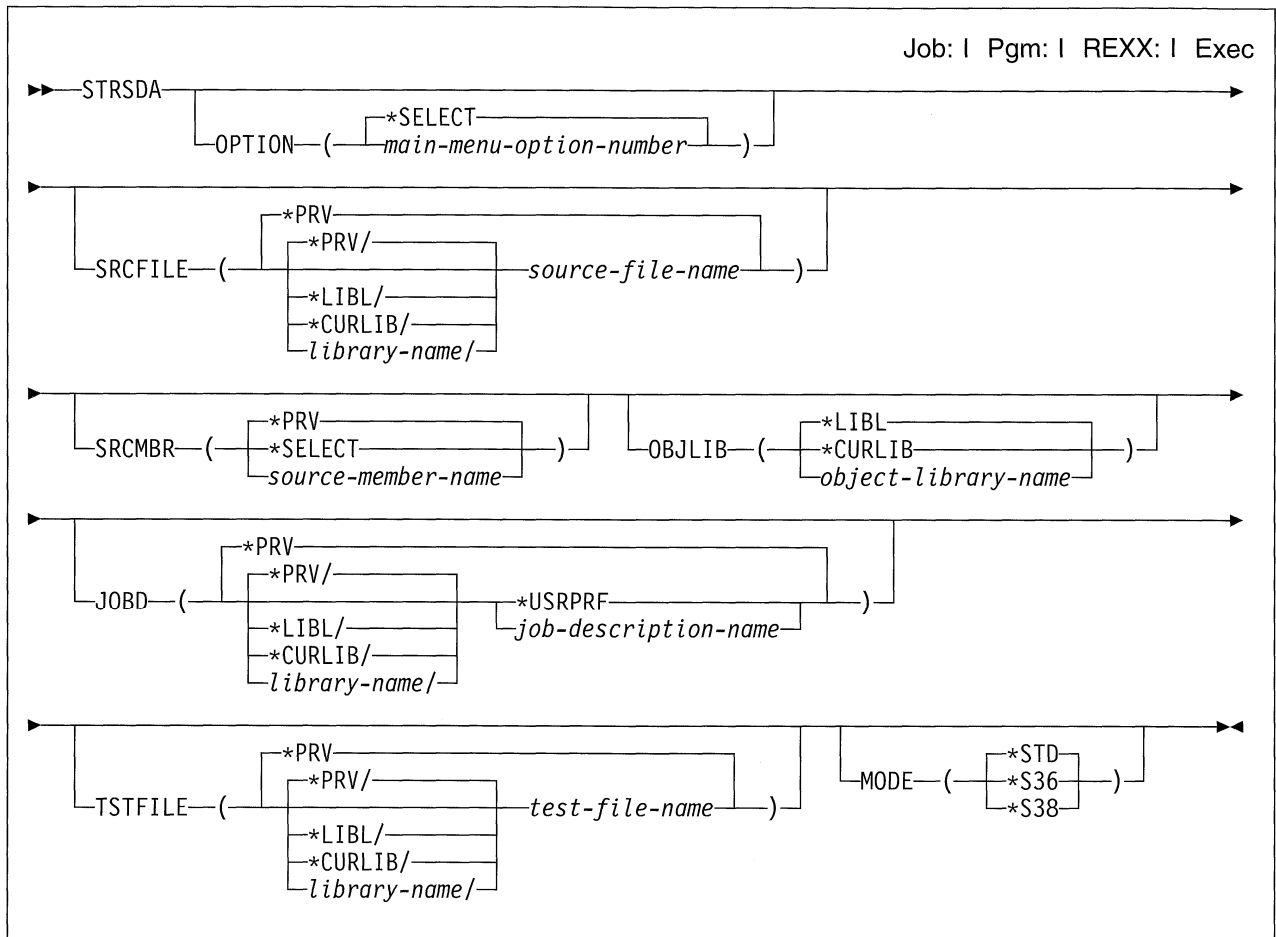 Job: I Pgm: I REXX: I Exec
STRSDA
*SELECT
OPTION ( main-menu-option-number )
*PRV
*PRV/
SRCFILE ( source-file-name )
*LIBL/
*CURLIB/
library-name/
*PRV *LIBL
SRCMBR ( *SELECT ) OBJLIB ( *CURLIB )
source-member-name object-library-name
*PRV
*PRV/
JOBD ( *USRPRF )
*LIBL/ job-description-name
*CURLIB/
library-name/
*PRV *STD
*PRV/ MODE ( *S36 )
TSTFILE ( test-file-name ) *S38
*LIBL/
*CURLIB/
library-name/